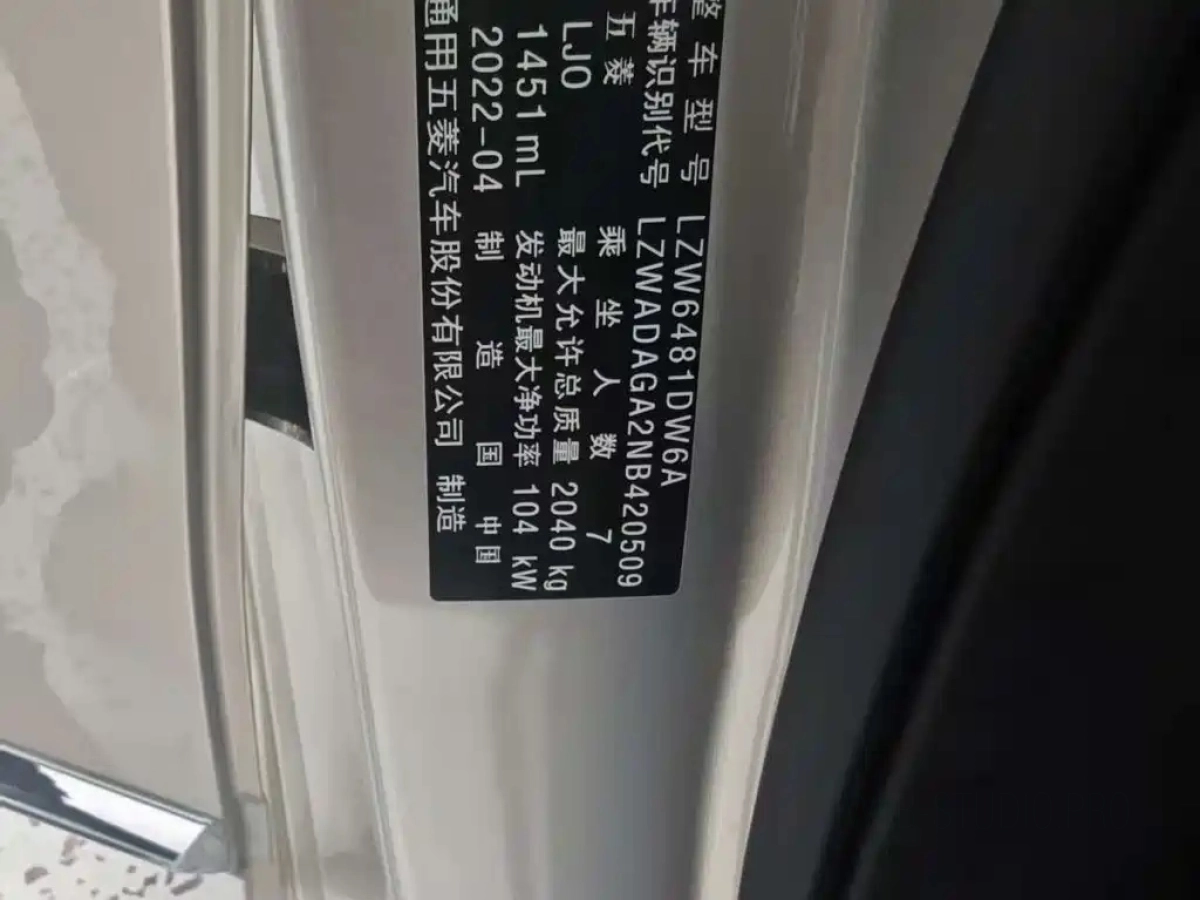 整车型号 LZW6481DW6A
车辆识别代号 LZWADAGA2NB420509
五菱 乘坐人数 7
LJO 最大允许总质量 2040 kg
1451 mL 发动机最大净功率 104 kW
2022-04 制造国 中国
通用五菱汽车股份有限公司 制造